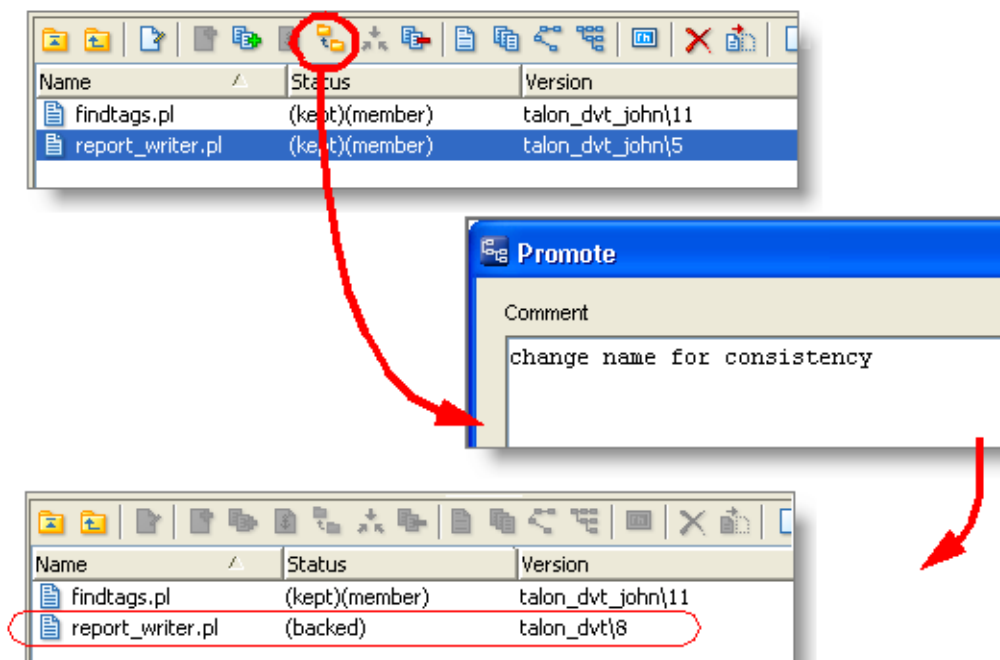 Name Status Version
findtags.pl (kept)(member) talon_dvt_john\11
report_writer.pl (kept)(member) talon_dvt_john\5
Promote
Comment
change name for consistency
Name Status Version
findtags.pl (kept)(member) talon_dvt_john\11
report_writer.pl (backed) talon_dvt\8